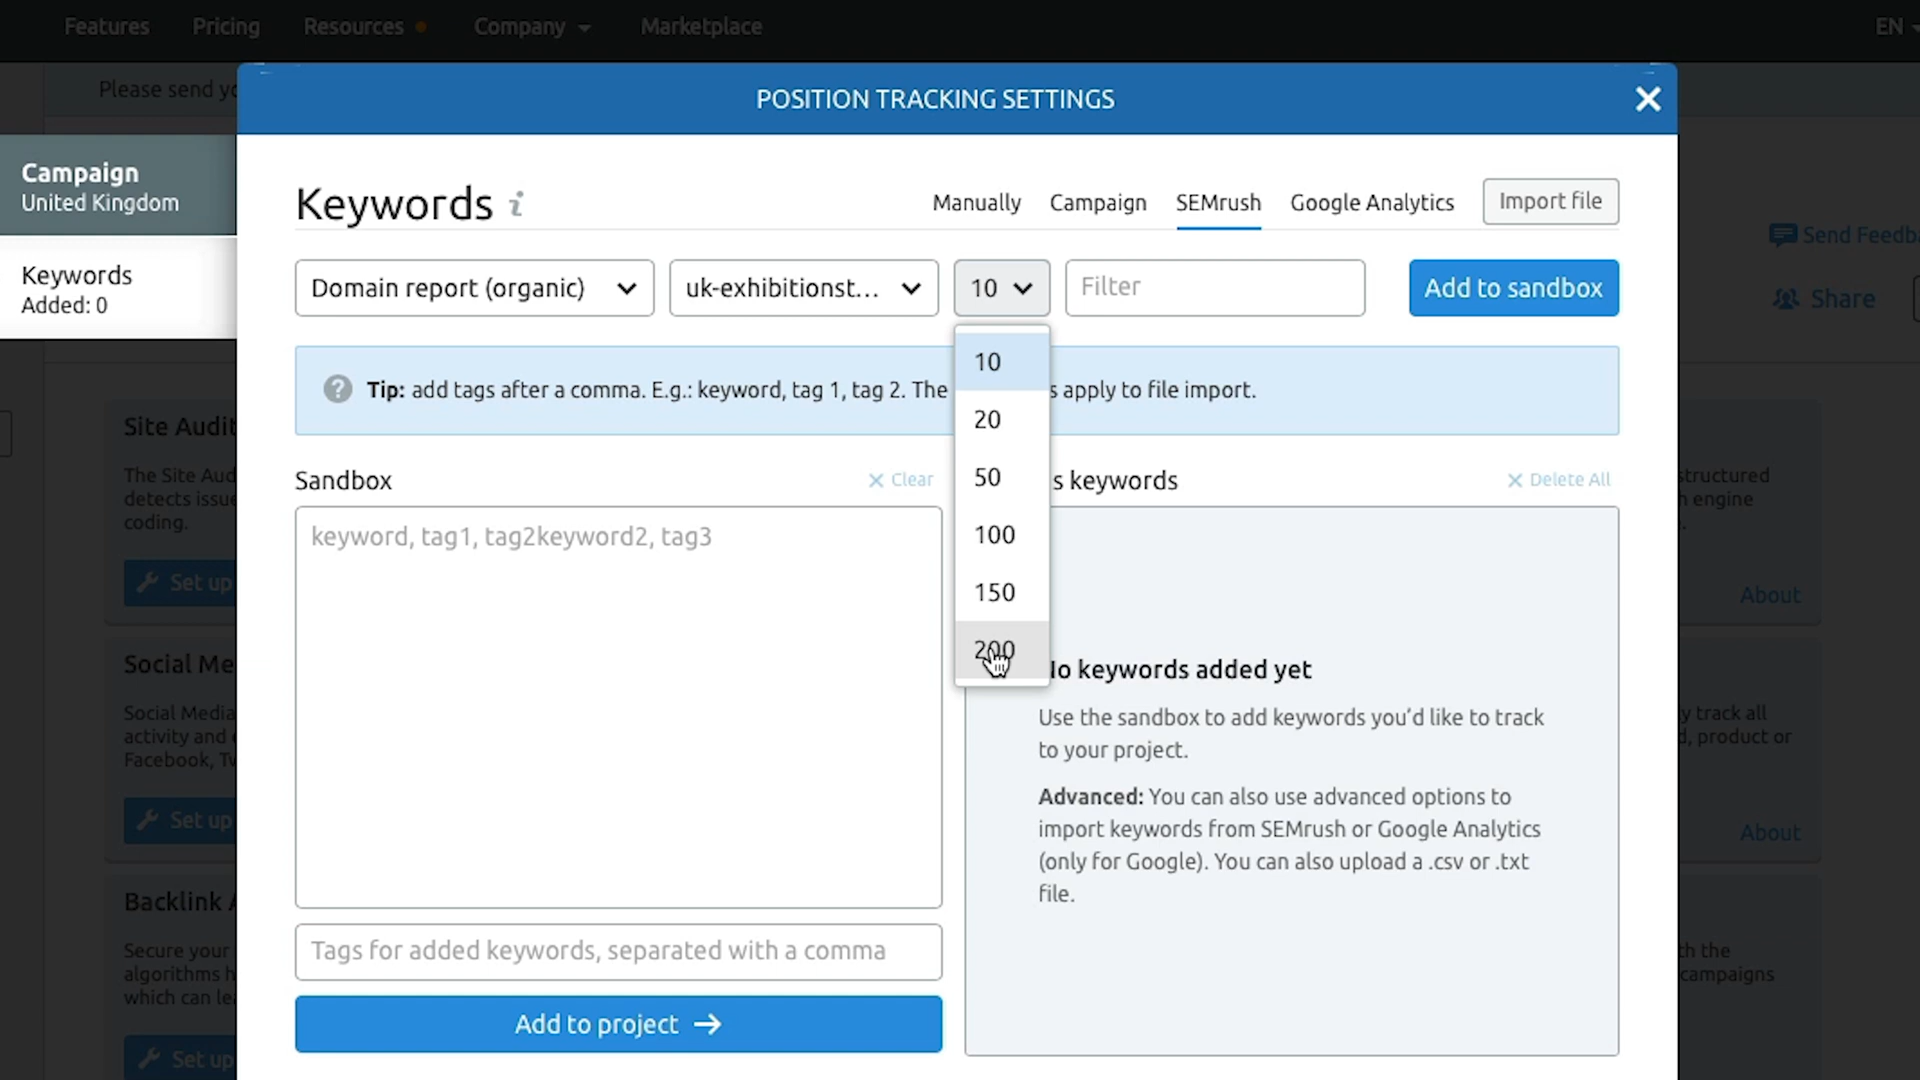 Features Pricing Resources Company Marketplace EN
Please send
POSITION TRACKING SETTINGS
Campaign
United Kingdom
Keywords
Added: 0
Keywords i
Manually Campaign SEMrush Google Analytics Import file
Domain report (organic) uk-exhibitionst... 10 Filter Add to sandbox
Send
Share
10
20
50
100
150
200
? Tip: add tags after a comma. E.g.: keyword, tag 1, tag 2. The apply to file import.
Sandbox Clear
keywords Delete All
keyword, tag1, tag2keyword2, tag3
No keywords added yet
Use the sandbox to add keywords you'd like to track
to your project.
Advanced: You can also use advanced options to
import keywords from SEMrush or Google Analytics
(only for Google). You can also upload a .csv or .txt
file.
Tags for added keywords, separated with a comma
Add to project
Site Audit
The Site
detects
coding.
Set up
structured
engine
About
Social
Social Media
activity and
Facebook,
Set up
track all
product or
About
Backlink
Secure your
algorithms
which can
Set up
the
campaigns